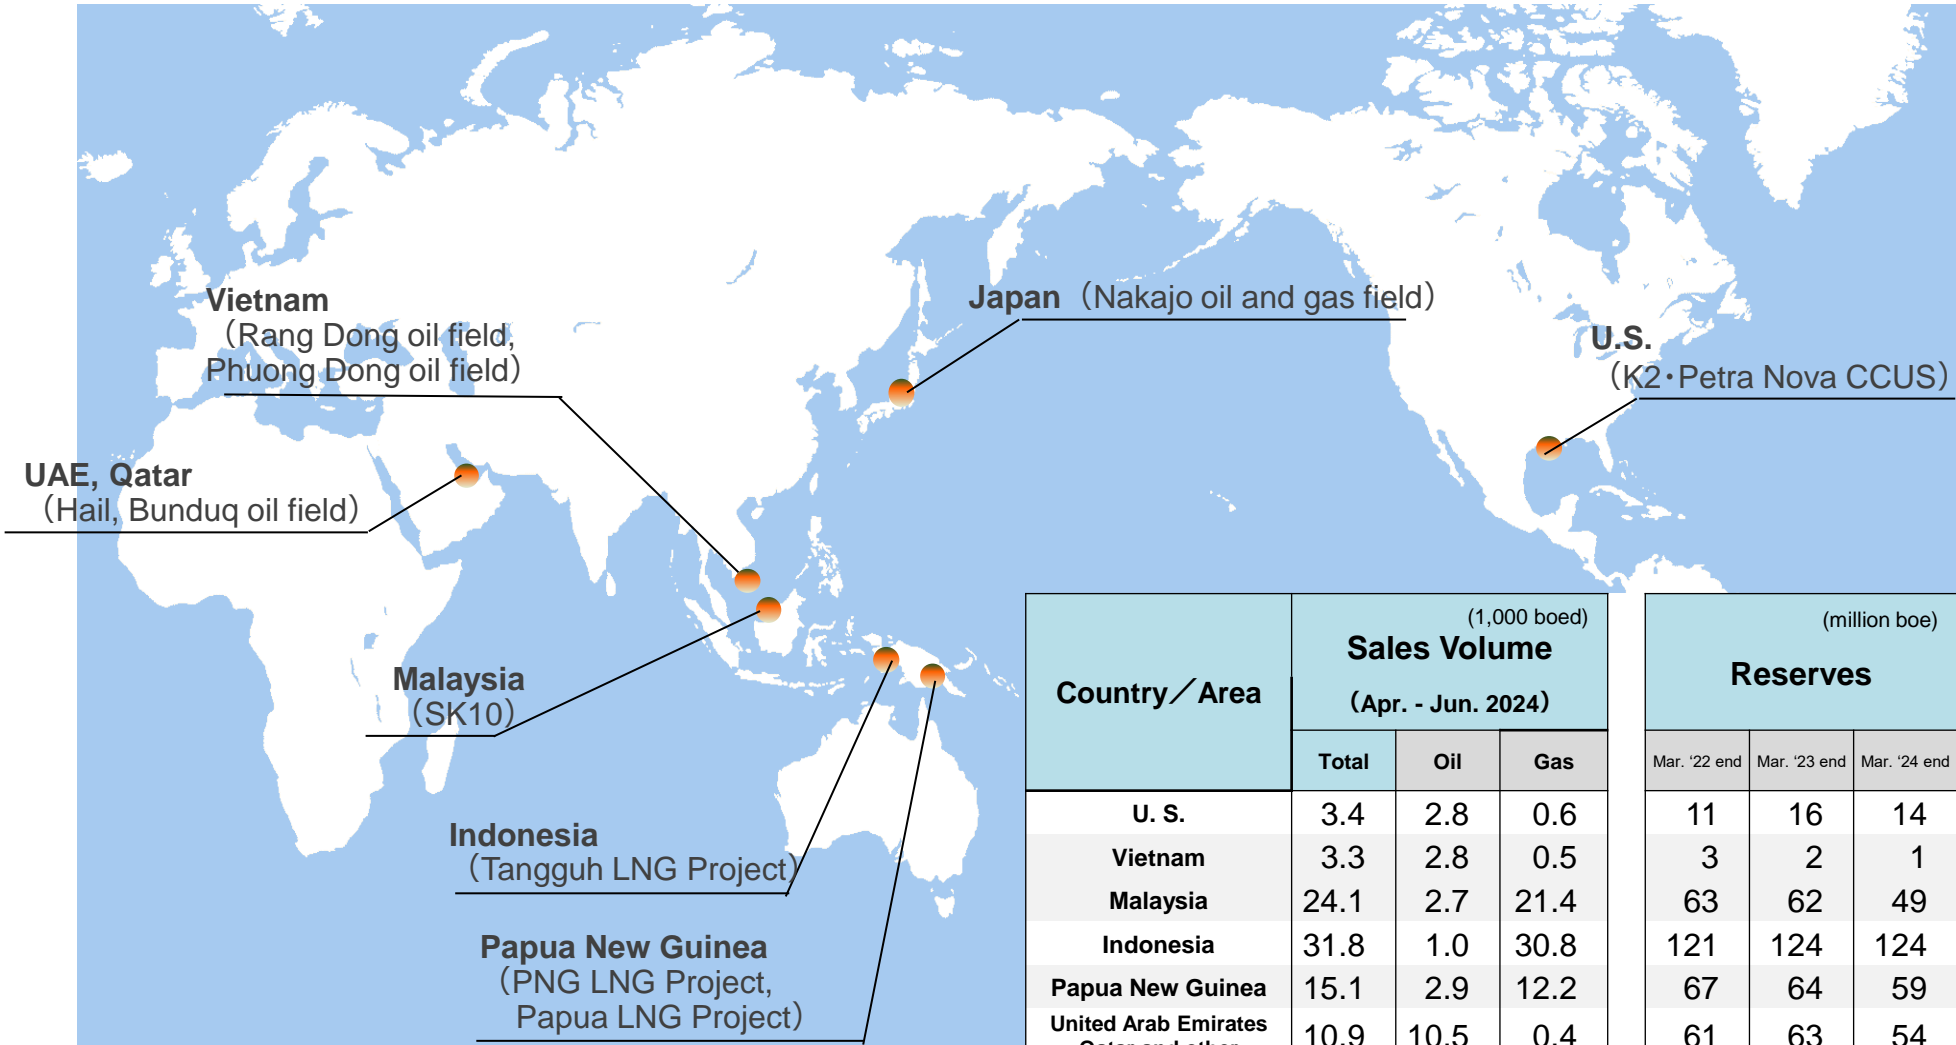 Vietnam
（Rang Dong oil field,
Phuong Dong oil field）
Japan（Nakajo oil and gas field）
U.S.
（K2・Petra Nova CCUS）
UAE, Qatar
（Hail, Bunduq oil field）
Malaysia
（SK10）
Indonesia
（Tangguh LNG Project）
Papua New Guinea
（PNG LNG Project,
Papua LNG Project）
Country／Area
(1,000 boed)
Sales Volume
（Apr. - Jun. 2024）
(million boe)
Reserves
Total Oil Gas Mar. ‘22 end Mar. ‘23 end Mar. ‘24 end
U. S. 3.4 2.8 0.6 11 16 14
Vietnam 3.3 2.8 0.5 3 2 1
Malaysia 24.1 2.7 21.4 63 62 49
Indonesia 31.8 1.0 30.8 121 124 124
Papua New Guinea 15.1 2.9 12.2 67 64 59
United Arab Emirates
Qatar and other 10.9 10.5 0.4 61 63 54